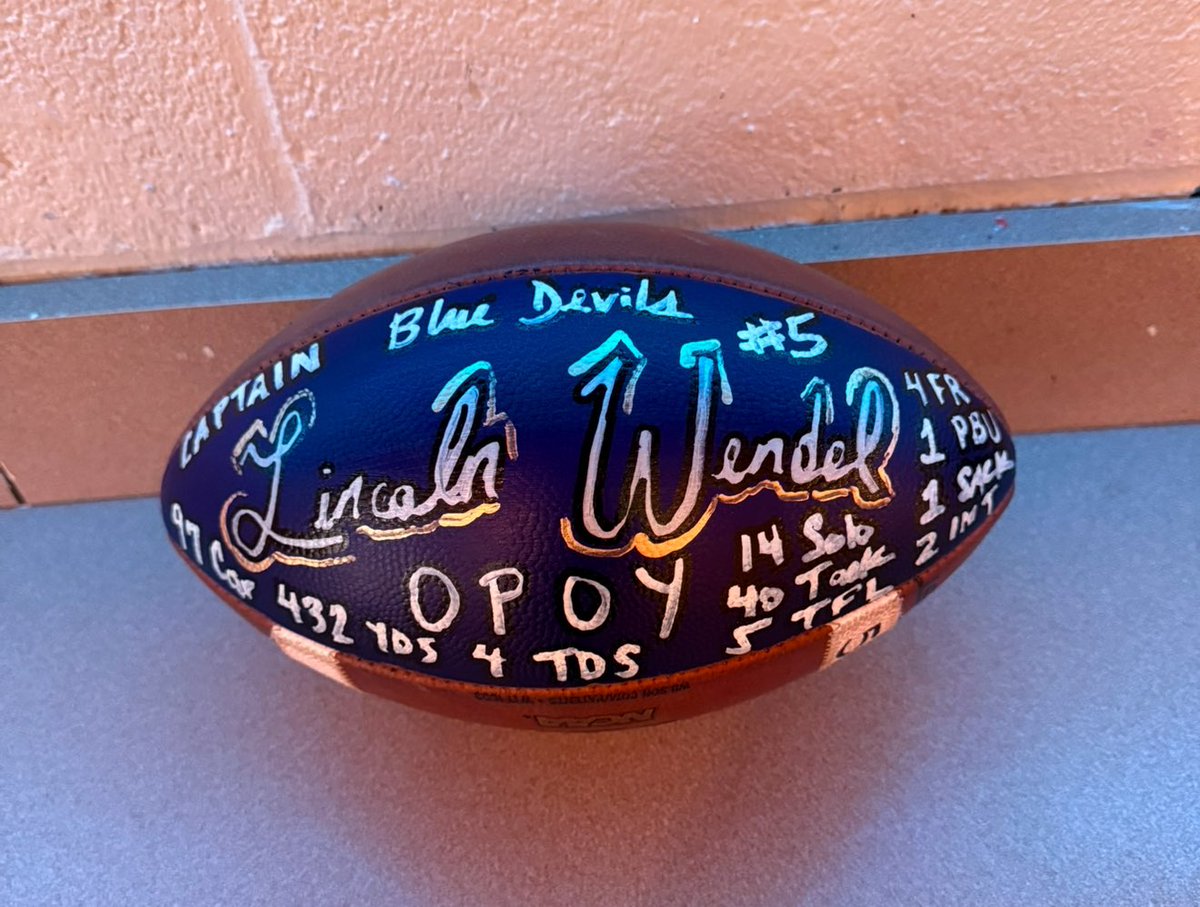 Blue Devils
CAPTAIN
#5
Lincoln Wendel
4 FR
1 PBU
1 SACK
2 INT
14 Solo
40 Tack
5 TFL
OPOY
97 Car 432 YDS 4 TDS